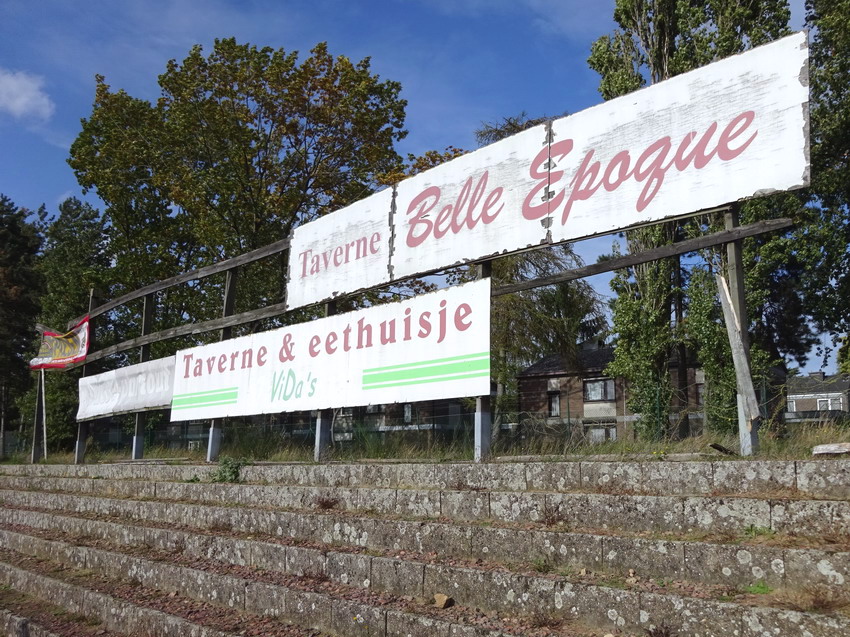 Taverne Belle Epoque
Taverne & eethuisje
ViDa's